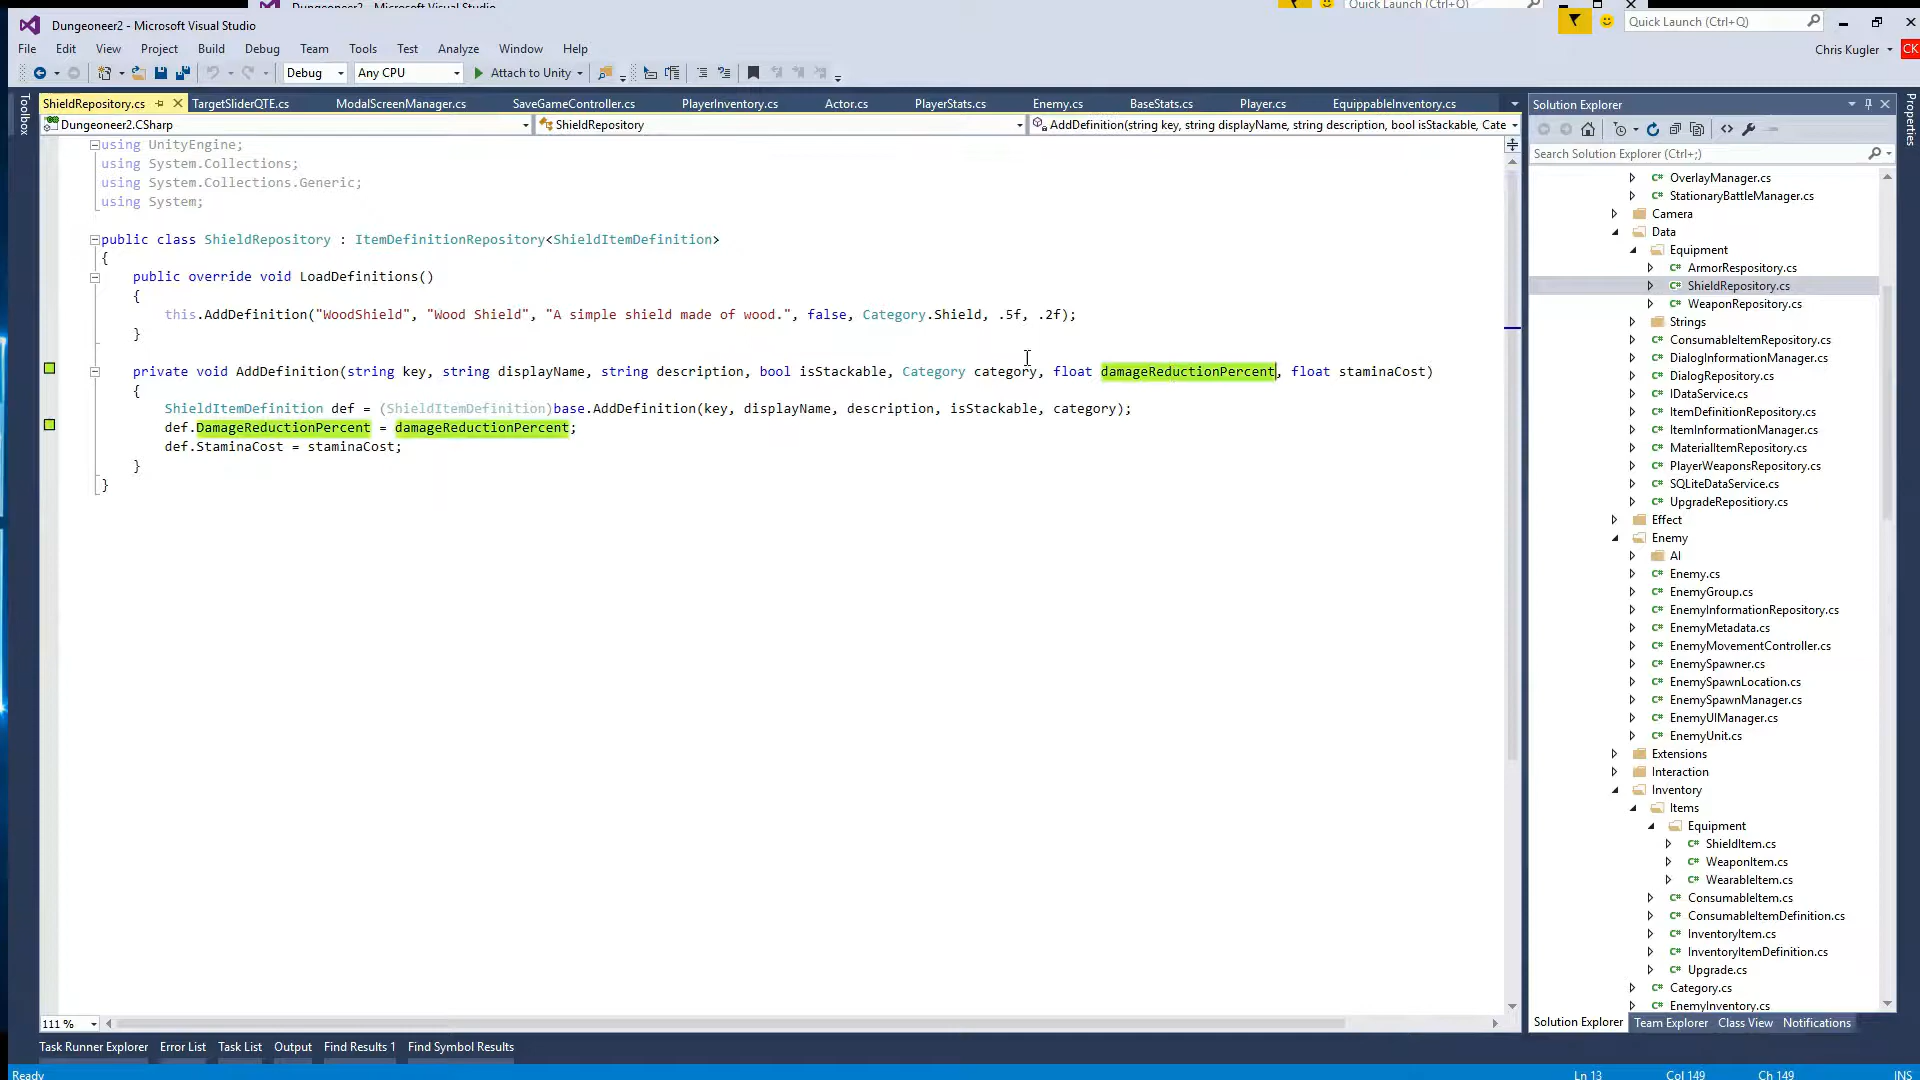 Dungeoneer2 - Microsoft Visual Studio
Quick Launch (Ctrl+Q)
Dungeoneer2 - Microsoft Visual Studio
Quick Launch (Ctrl+Q)
File Edit View Project Build Debug Team Tools Test Analyze Window Help
Chris Kugler CK
Debug Any CPU Attach to Unity
Toolbox
ShieldRepository.cs TargetSliderQTE.cs ModalScreenManager.cs SaveGameController.cs PlayerInventory.cs Actor.cs PlayerStats.cs Enemy.cs BaseStats.cs Player.cs EquippableInventory.cs
Dungeoneer2.CSharp ShieldRepository AddDefinition(string key, string displayName, string description, bool isStackable, Cate
using UnityEngine;
using System.Collections;
using System.Collections.Generic;
using System;
public class ShieldRepository : ItemDefinitionRepository<ShieldItemDefinition>
{
public override void LoadDefinitions()
{
this.AddDefinition("WoodShield", "Wood Shield", "A simple shield made of wood.", false, Category.Shield, .5f, .2f);
}
private void AddDefinition(string key, string displayName, string description, bool isStackable, Category category, float damageReductionPercent, float staminaCost)
{
ShieldItemDefinition def = (ShieldItemDefinition)base.AddDefinition(key, displayName, description, isStackable, category);
def.DamageReductionPercent = damageReductionPercent;
def.StaminaCost = staminaCost;
}
}
111 %
Solution Explorer
Properties
Search Solution Explorer (Ctrl+;)
C# OverlayManager.cs
C# StationaryBattleManager.cs
Camera
Data
Equipment
C# ArmorRespository.cs
C# ShieldRepository.cs
C# WeaponRepository.cs
Strings
C# ConsumableItemRepository.cs
C# DialogInformationManager.cs
C# DialogRepository.cs
C# IDataService.cs
C# ItemDefinitionRepository.cs
C# ItemInformationManager.cs
C# MaterialItemRepository.cs
C# PlayerWeaponsRepository.cs
C# SQLiteDataService.cs
C# UpgradeRepositiory.cs
Effect
Enemy
AI
C# Enemy.cs
C# EnemyGroup.cs
C# EnemyInformationRepository.cs
C# EnemyMetadata.cs
C# EnemyMovementController.cs
C# EnemySpawner.cs
C# EnemySpawnLocation.cs
C# EnemySpawnManager.cs
C# EnemyUIManager.cs
C# EnemyUnit.cs
Extensions
Interaction
Inventory
Items
Equipment
C# ShieldItem.cs
C# WeaponItem.cs
C# WearableItem.cs
C# ConsumableItem.cs
C# ConsumableItemDefinition.cs
C# InventoryItem.cs
C# InventoryItemDefinition.cs
C# Upgrade.cs
C# Category.cs
C# EnemyInventory.cs
Solution Explorer Team Explorer Class View Notifications
Task Runner Explorer Error List Task List Output Find Results 1 Find Symbol Results
Ready Ln 13 Col 149 Ch 149 INS